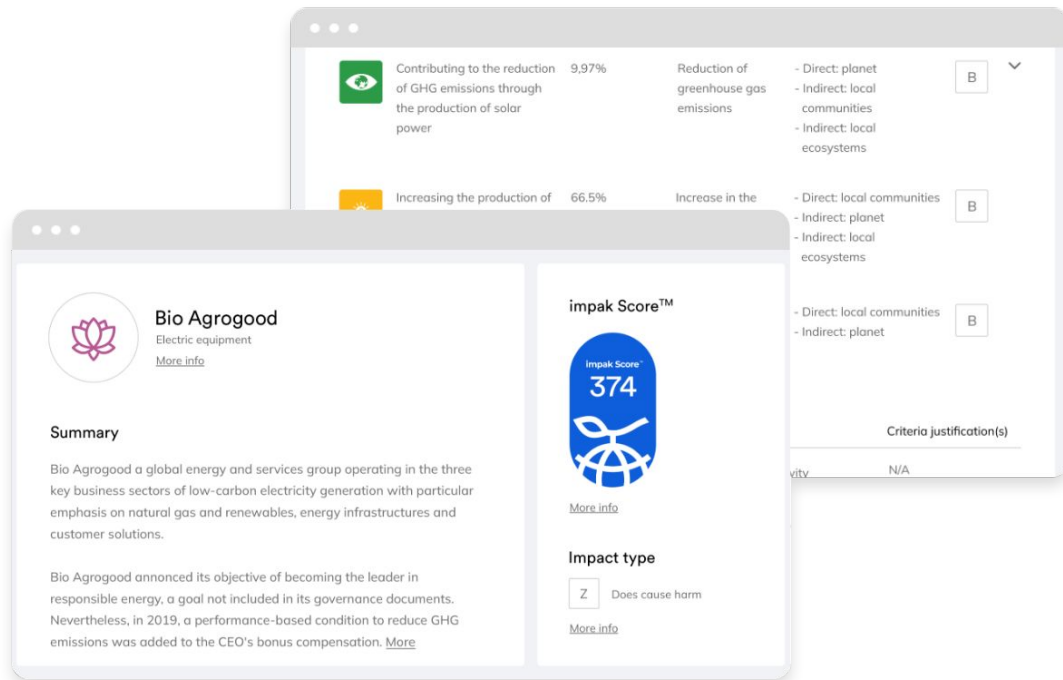 Contributing to the reduction 9,97% Reduction of - Direct: planet B
of GHG emissions through greenhouse gas - Indirect: local
the production of solar emissions communities
power - Indirect: local
ecosystems
Increasing the production of 66.5% Increase in the - Direct: local communities B
- Indirect: planet
- Indirect: local
ecosystems
- Direct: local communities B
- Indirect: planet
Criteria justification(s)
N/A
Bio Agrogood
Electric equipment
More info
Summary
Bio Agrogood a global energy and services group operating in the three
key business sectors of low-carbon electricity generation with particular
emphasis on natural gas and renewables, energy infrastructures and
customer solutions.
Bio Agrogood annonced its objective of becoming the leader in
responsible energy, a goal not included in its governance documents.
Nevertheless, in 2019, a performance-based condition to reduce GHG
emissions was added to the CEO's bonus compensation. More
impak Score™
impak Score™
374
More info
Impact type
Z Does cause harm
More info